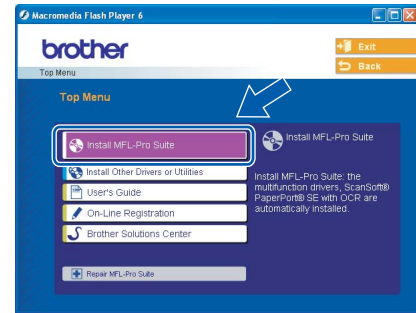 Macromedia Flash Player 6
brother
Exit
Back
Top Menu
Top Menu
Install MFL-Pro Suite
Install Other Drivers or Utilities
User's Guide
On-Line Registration
Brother Solutions Center
Repair MFL-Pro Suite
Install MFL-Pro Suite
Install MFL-Pro Suite: the
multifunction drivers, ScanSoft®
PaperPort® SE with OCR are
automatically installed.